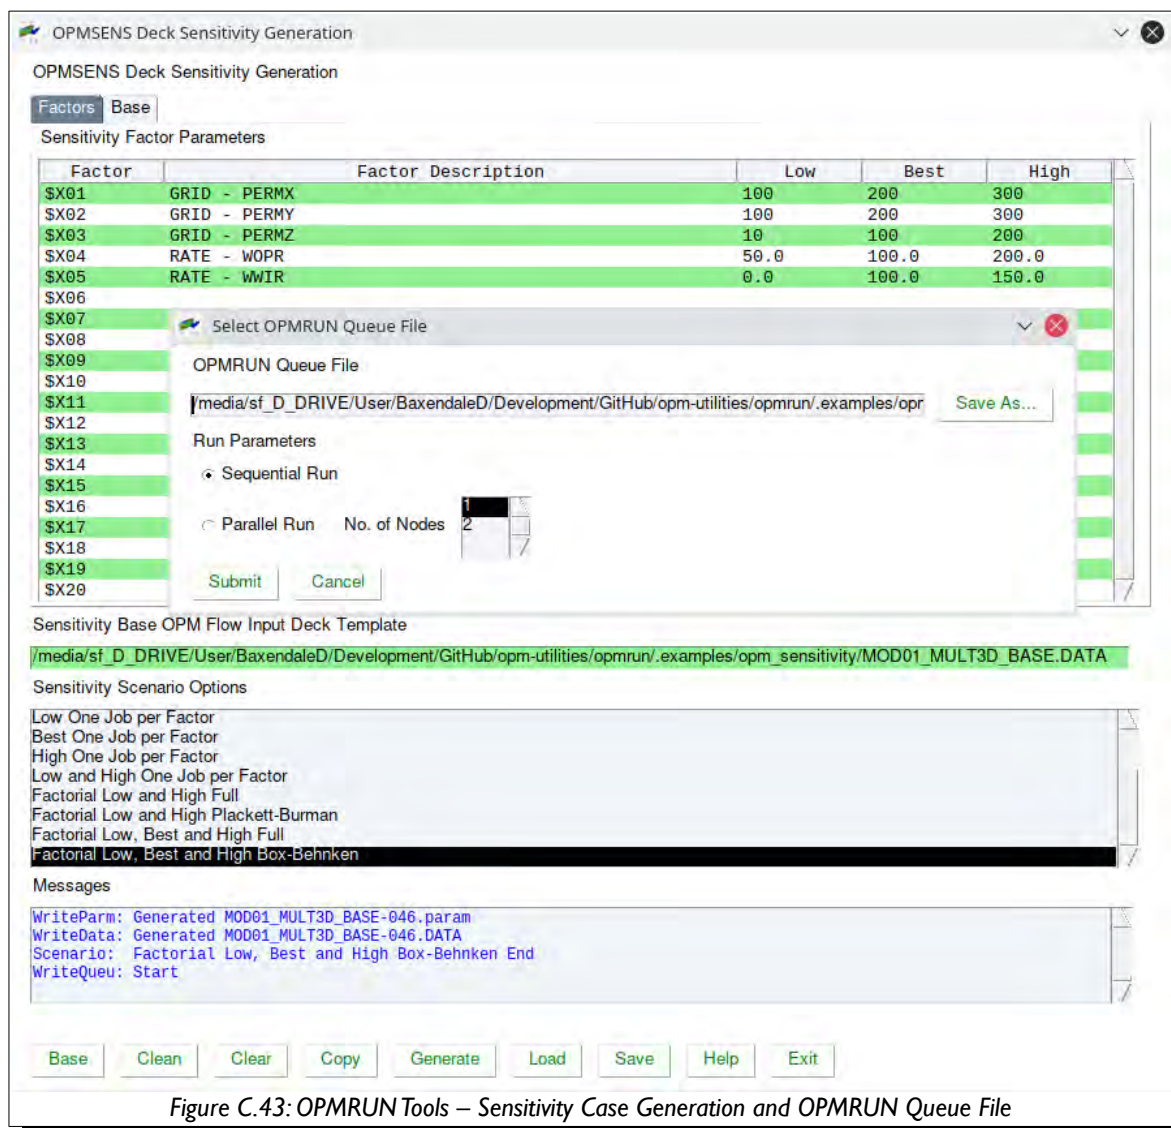 OPMSENS Deck Sensitivity Generation
OPMSENS Deck Sensitivity Generation
Factors Base
Sensitivity Factor Parameters
Factor Factor Description Low Best High
$X01 GRID - PERMX 100 200 300
$X02 GRID - PERMY 100 200 300
$X03 GRID - PERMZ 10 100 200
$X04 RATE - WOPR 50.0 100.0 200.0
$X05 RATE - WWIR 0.0 100.0 150.0
$X06
$X07
$X08
$X09
$X10
$X11
$X12
$X13
$X14
$X15
$X16
$X17
$X18
$X19
$X20
Select OPMRUN Queue File
OPMRUN Queue File
/media/sf_D_DRIVE/User/BaxendaleD/Development/GitHub/opm-utilities/opmrun/.examples/opr Save As...
Run Parameters
Sequential Run
Parallel Run No. of Nodes 1
2
Submit Cancel
Sensitivity Base OPM Flow Input Deck Template
/media/sf_D_DRIVE/User/BaxendaleD/Development/GitHub/opm-utilities/opmrun/.examples/opm_sensitivity/MOD01_MULT3D_BASE.DATA
Sensitivity Scenario Options
Low One Job per Factor
Best One Job per Factor
High One Job per Factor
Low and High One Job per Factor
Factorial Low and High Full
Factorial Low and High Plackett-Burman
Factorial Low, Best and High Full
Factorial Low, Best and High Box-Behnken
Messages
WriteParm: Generated MOD01_MULT3D_BASE-046.param
WriteData: Generated MOD01_MULT3D_BASE-046.DATA
Scenario: Factorial Low, Best and High Box-Behnken End
WriteQueu: Start
Base Clean Clear Copy Generate Load Save Help Exit
Figure C.43: OPMRUN Tools – Sensitivity Case Generation and OPMRUN Queue File